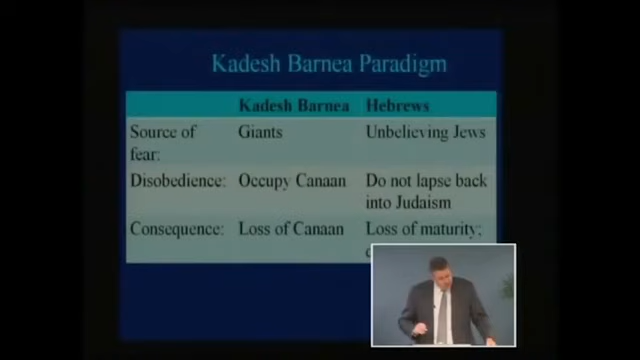 Kadesh Barnea Paradigm
Kadesh Barnea Hebrews
Source of fear: Giants Unbelieving Jews
Disobedience: Occupy Canaan Do not lapse back into Judaism
Consequence: Loss of Canaan Loss of maturity;